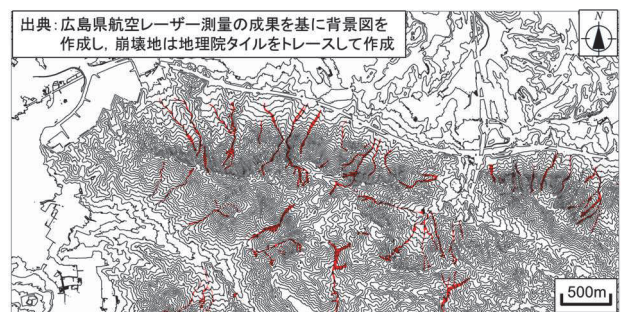 出典：広島県航空レーザー測量の成果を基に背景図を
作成し，崩壊地は地理院タイルをトレースして作成
N
500m